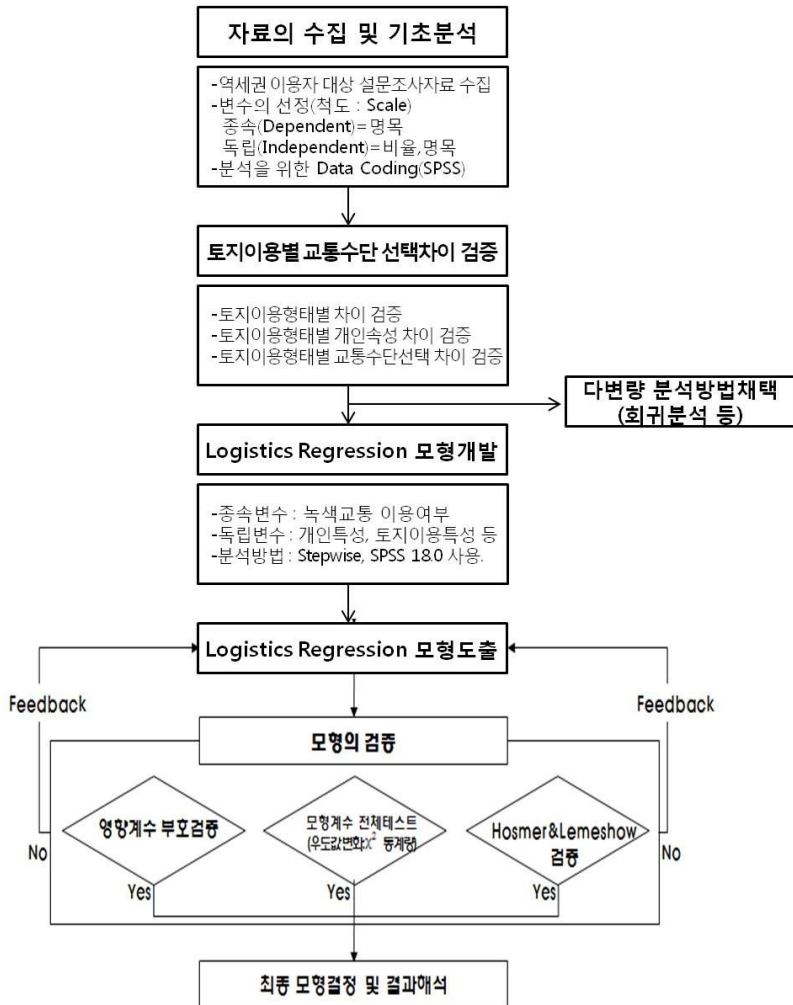 자료의 수집 및 기초분석
-역세권 이용자 대상 설문조사자료 수집
-변수의 선정(척도 : Scale)
종속(Dependent)=명목
독립(Independent)=비율,명목
-분석을 위한 Data Coding(SPSS)
토지이용별 교통수단 선택차이 검증
-토지이용형태별 차이 검증
-토지이용형태별 개인속성 차이 검증
-토지이용형태별 교통수단선택 차이 검증
다변량 분석방법채택
(회귀분석 등)
Logistics Regression 모형개발
-종속변수 : 녹색교통 이용여부
-독립변수 : 개인특성, 토지이용특성 등
-분석방법 : Stepwise, SPSS 18.0 사용.
Logistics Regression 모형도출
Feedback
Feedback
모형의 검증
영향계수 부호검증
모형계수 전체테스트
(우도값변화:χ² 통계량)
Hosmer&Lemeshow
검증
No
No
Yes
Yes
Yes
최종 모형결정 및 결과해석